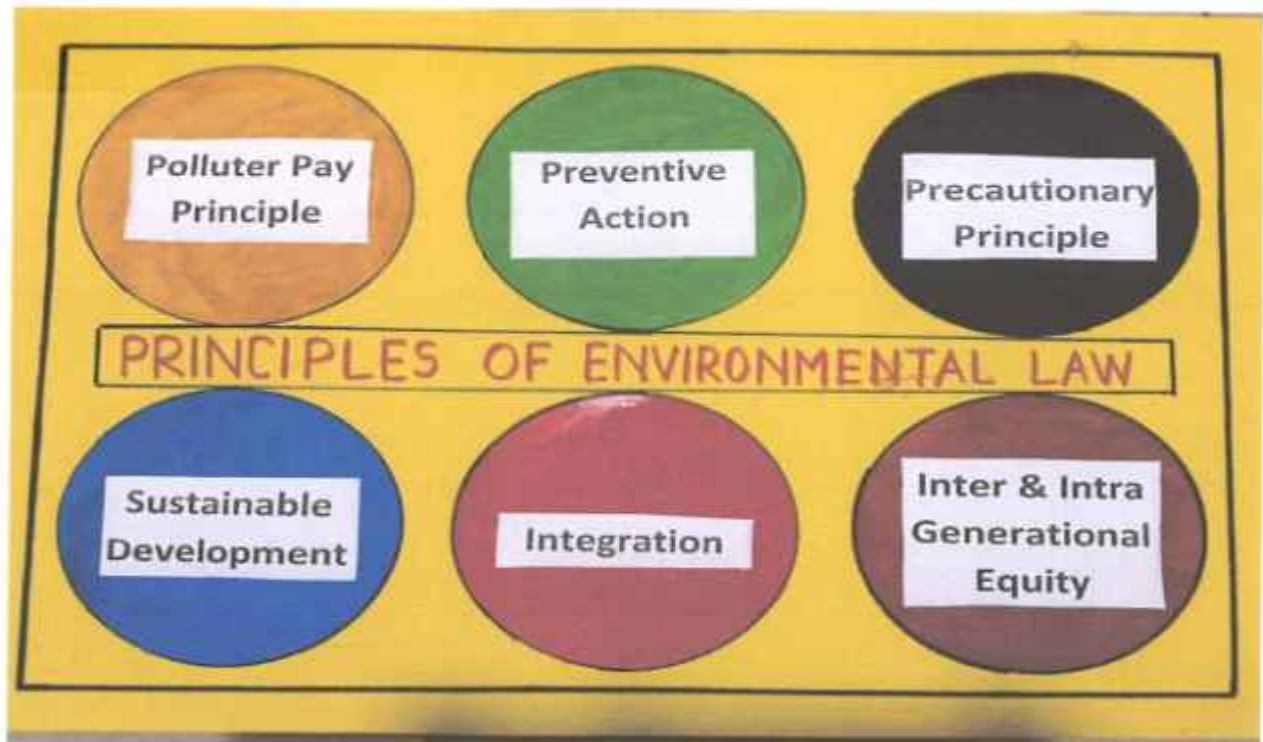 Polluter Pay
Principle
Preventive
Action
Precautionary
Principle
PRINCIPLES OF ENVIRONMENTAL LAW
Sustainable
Development
Integration
Inter & Intra
Generational
Equity